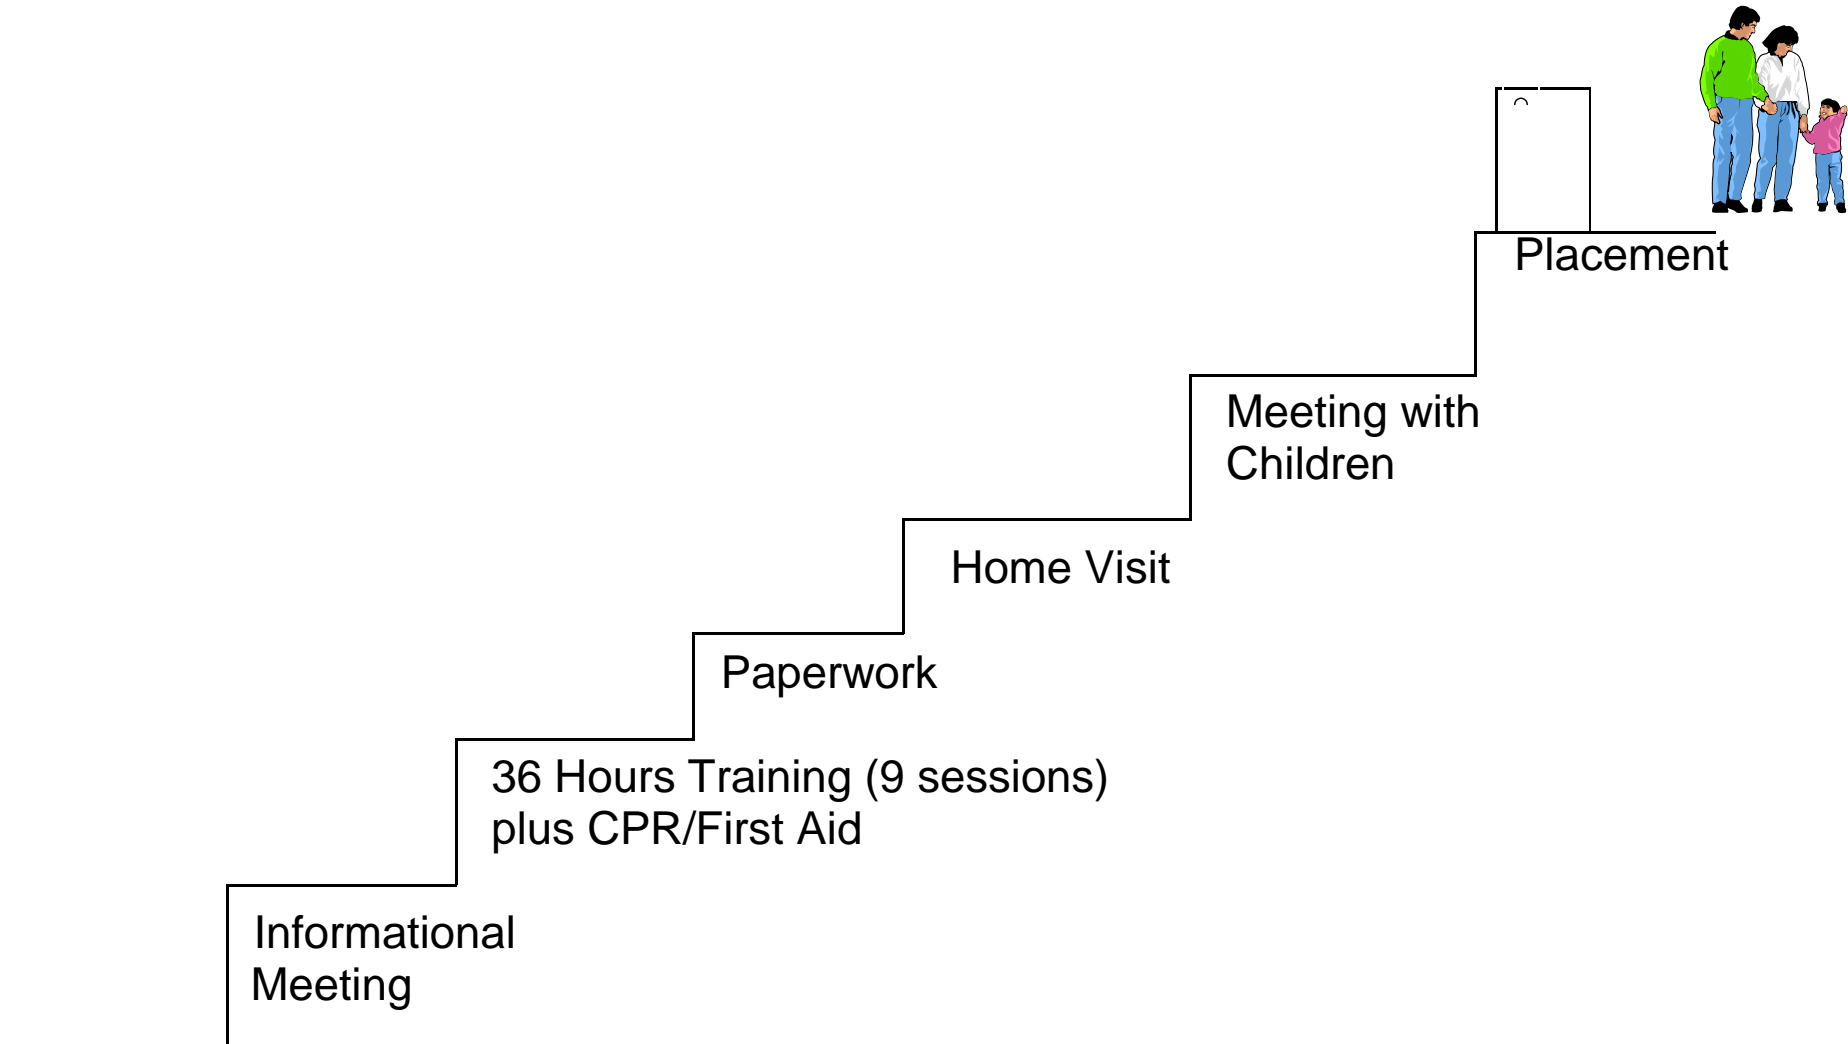 Placement
Meeting with
Children
Home Visit
Paperwork
36 Hours Training (9 sessions)
plus CPR/First Aid
Informational
Meeting